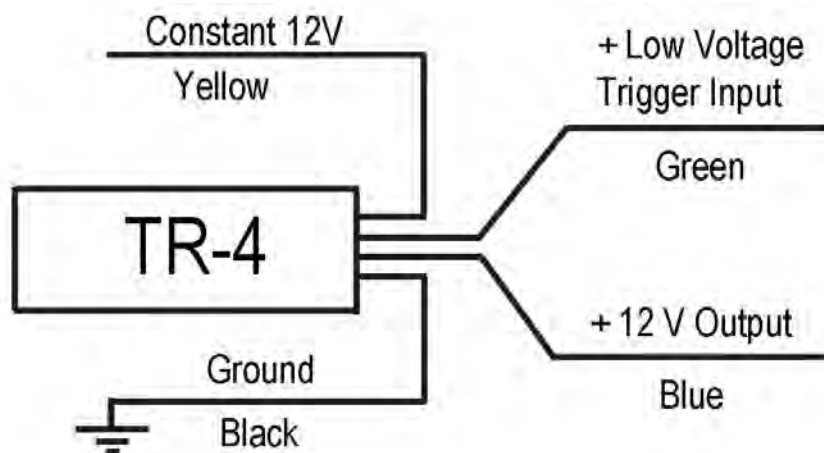 Constant 12V
Yellow
+ Low Voltage
Trigger Input
Green
TR-4
+ 12 V Output
Blue
Ground
Black